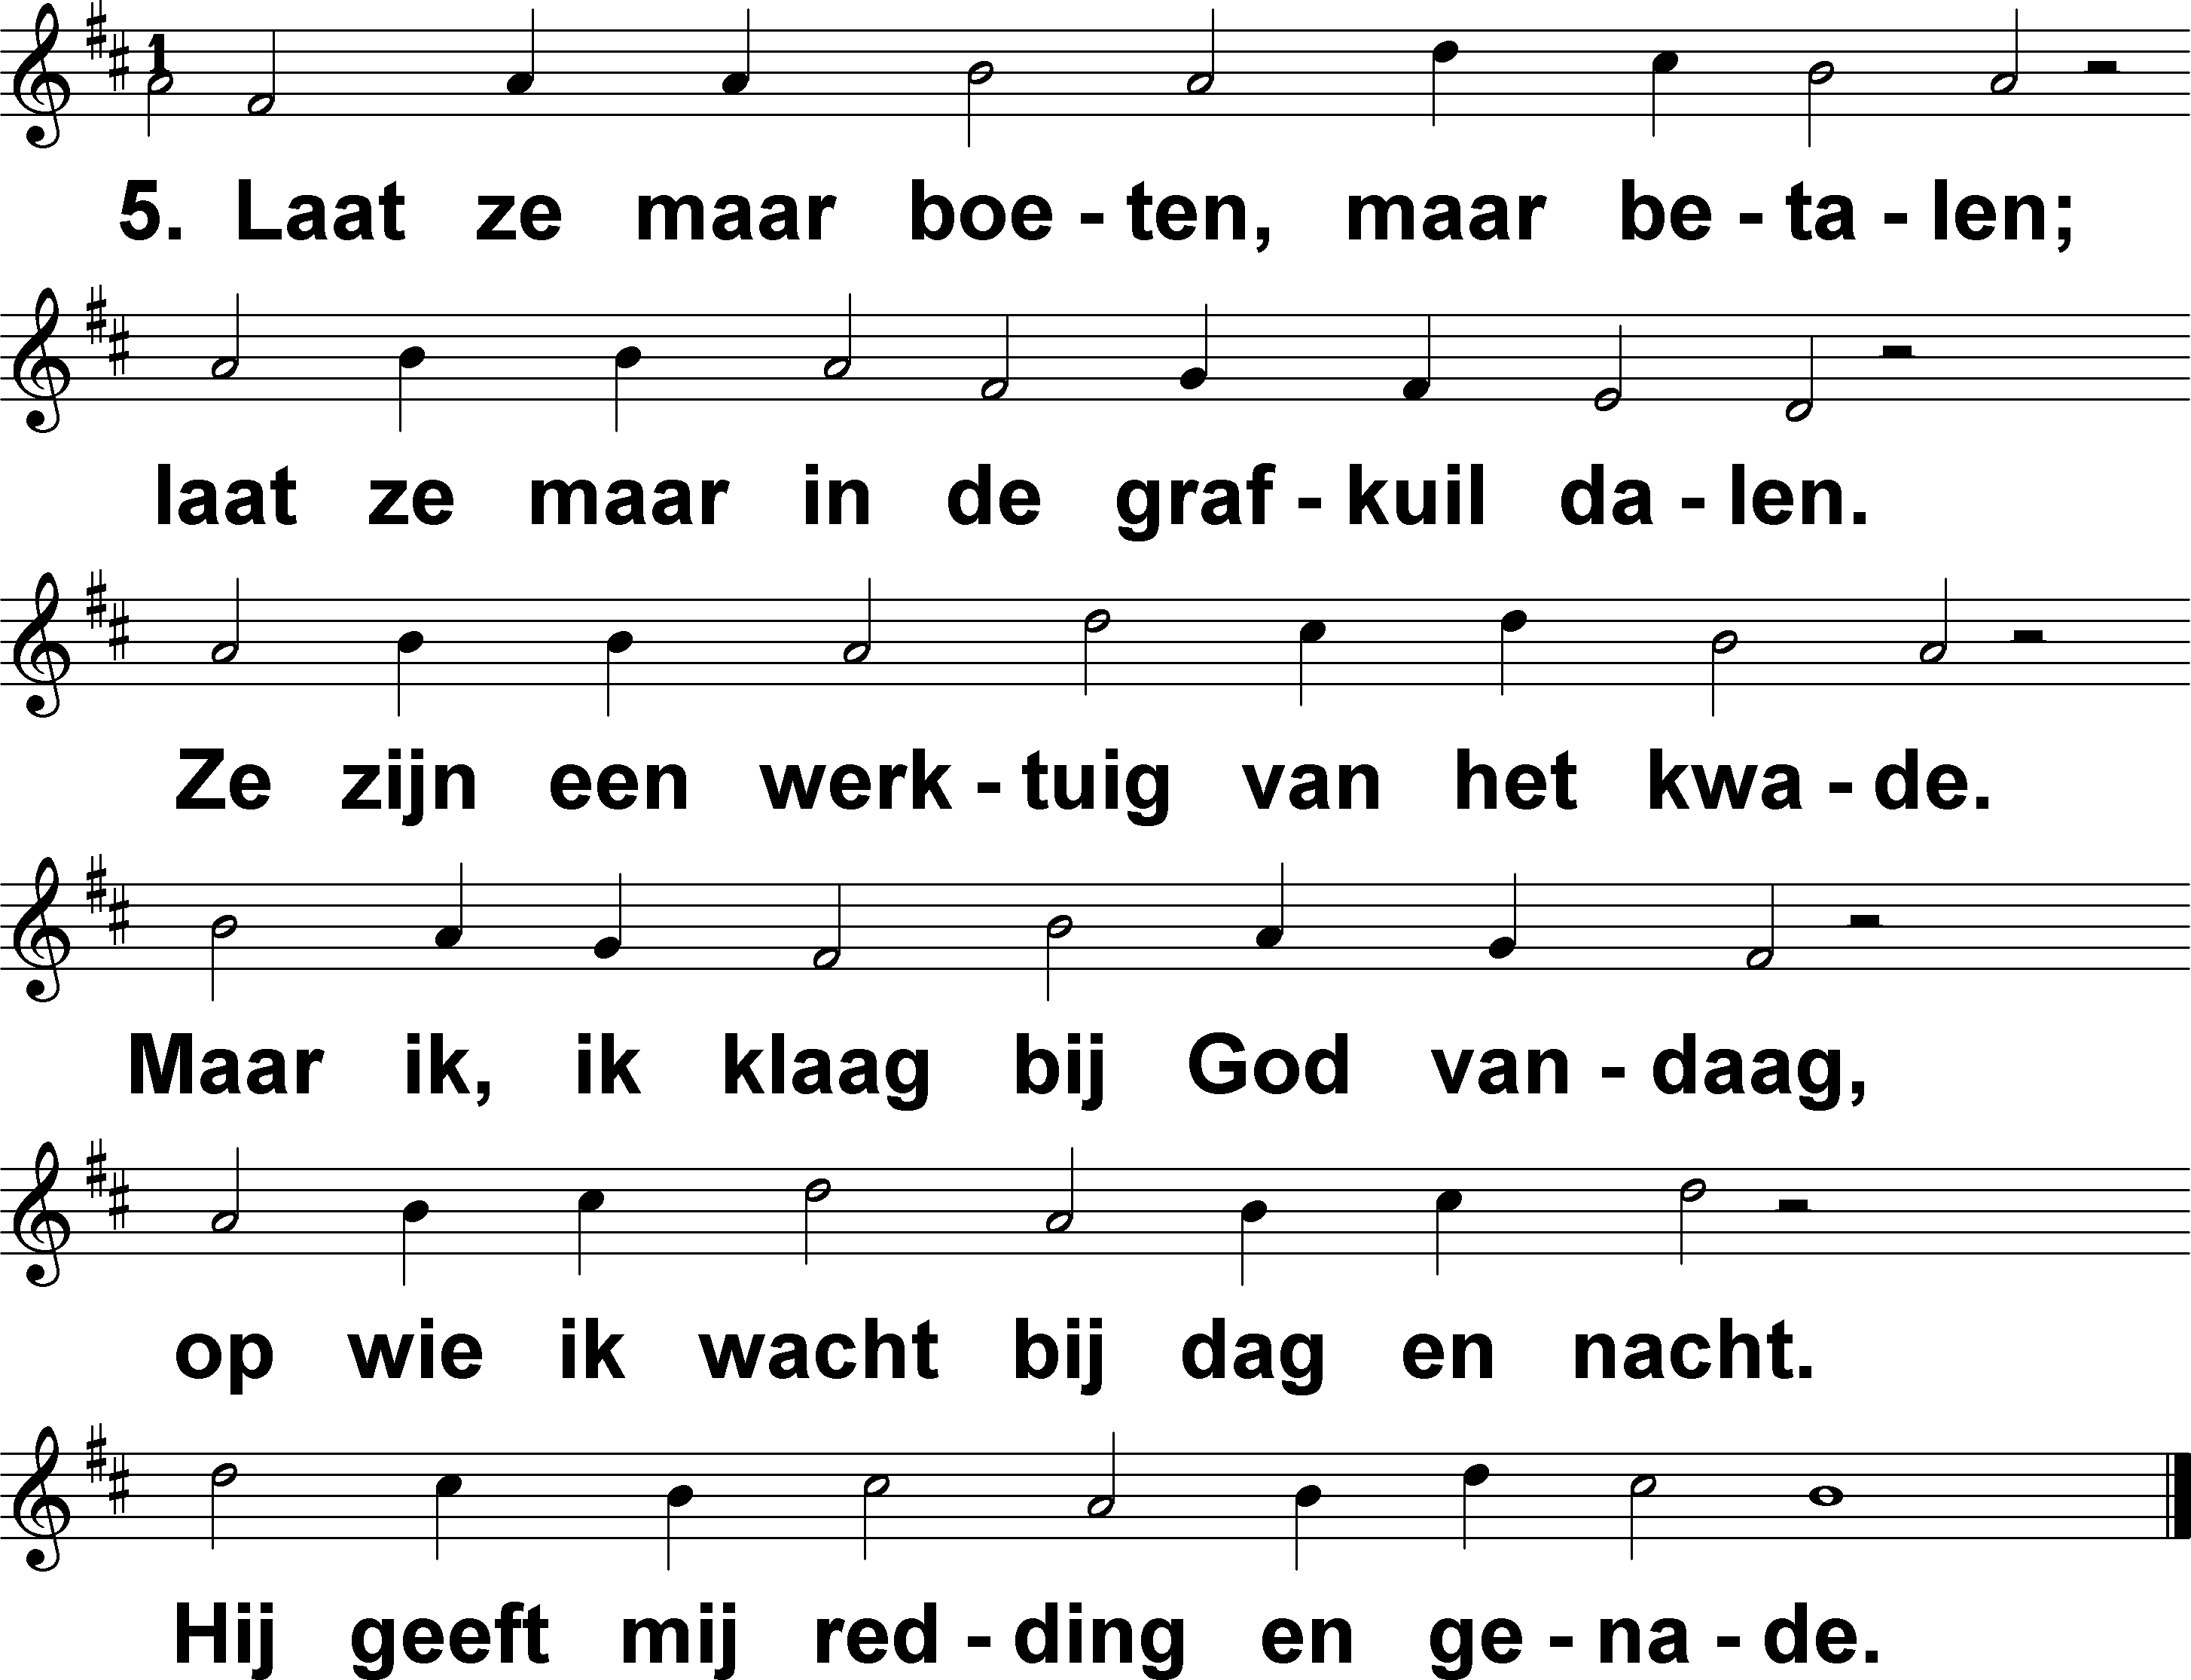 1
5. Laat ze maar boe - ten, maar be - ta - len;
laat ze maar in de graf - kuil da - len.
Ze zijn een werk - tuig van het kwa - de.
Maar ik, ik klaag bij God van - daag,
op wie ik wacht bij dag en nacht.
Hij geeft mij red - ding en ge - na - de.